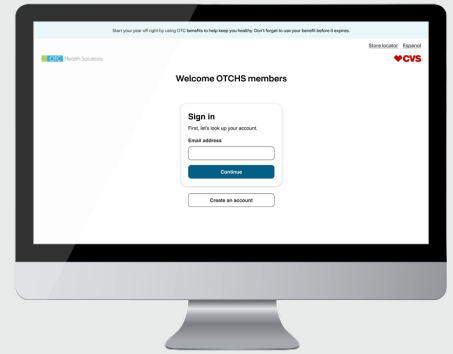 Start your year off right by using OTC benefits to help keep you healthy. Don't forget to use your benefit before it expires.
Store locator Espanol
OTC Health Solutions
CVS
Welcome OTCHS members
Sign in
First, let's look up your account.
Email address
Continue
Create an account